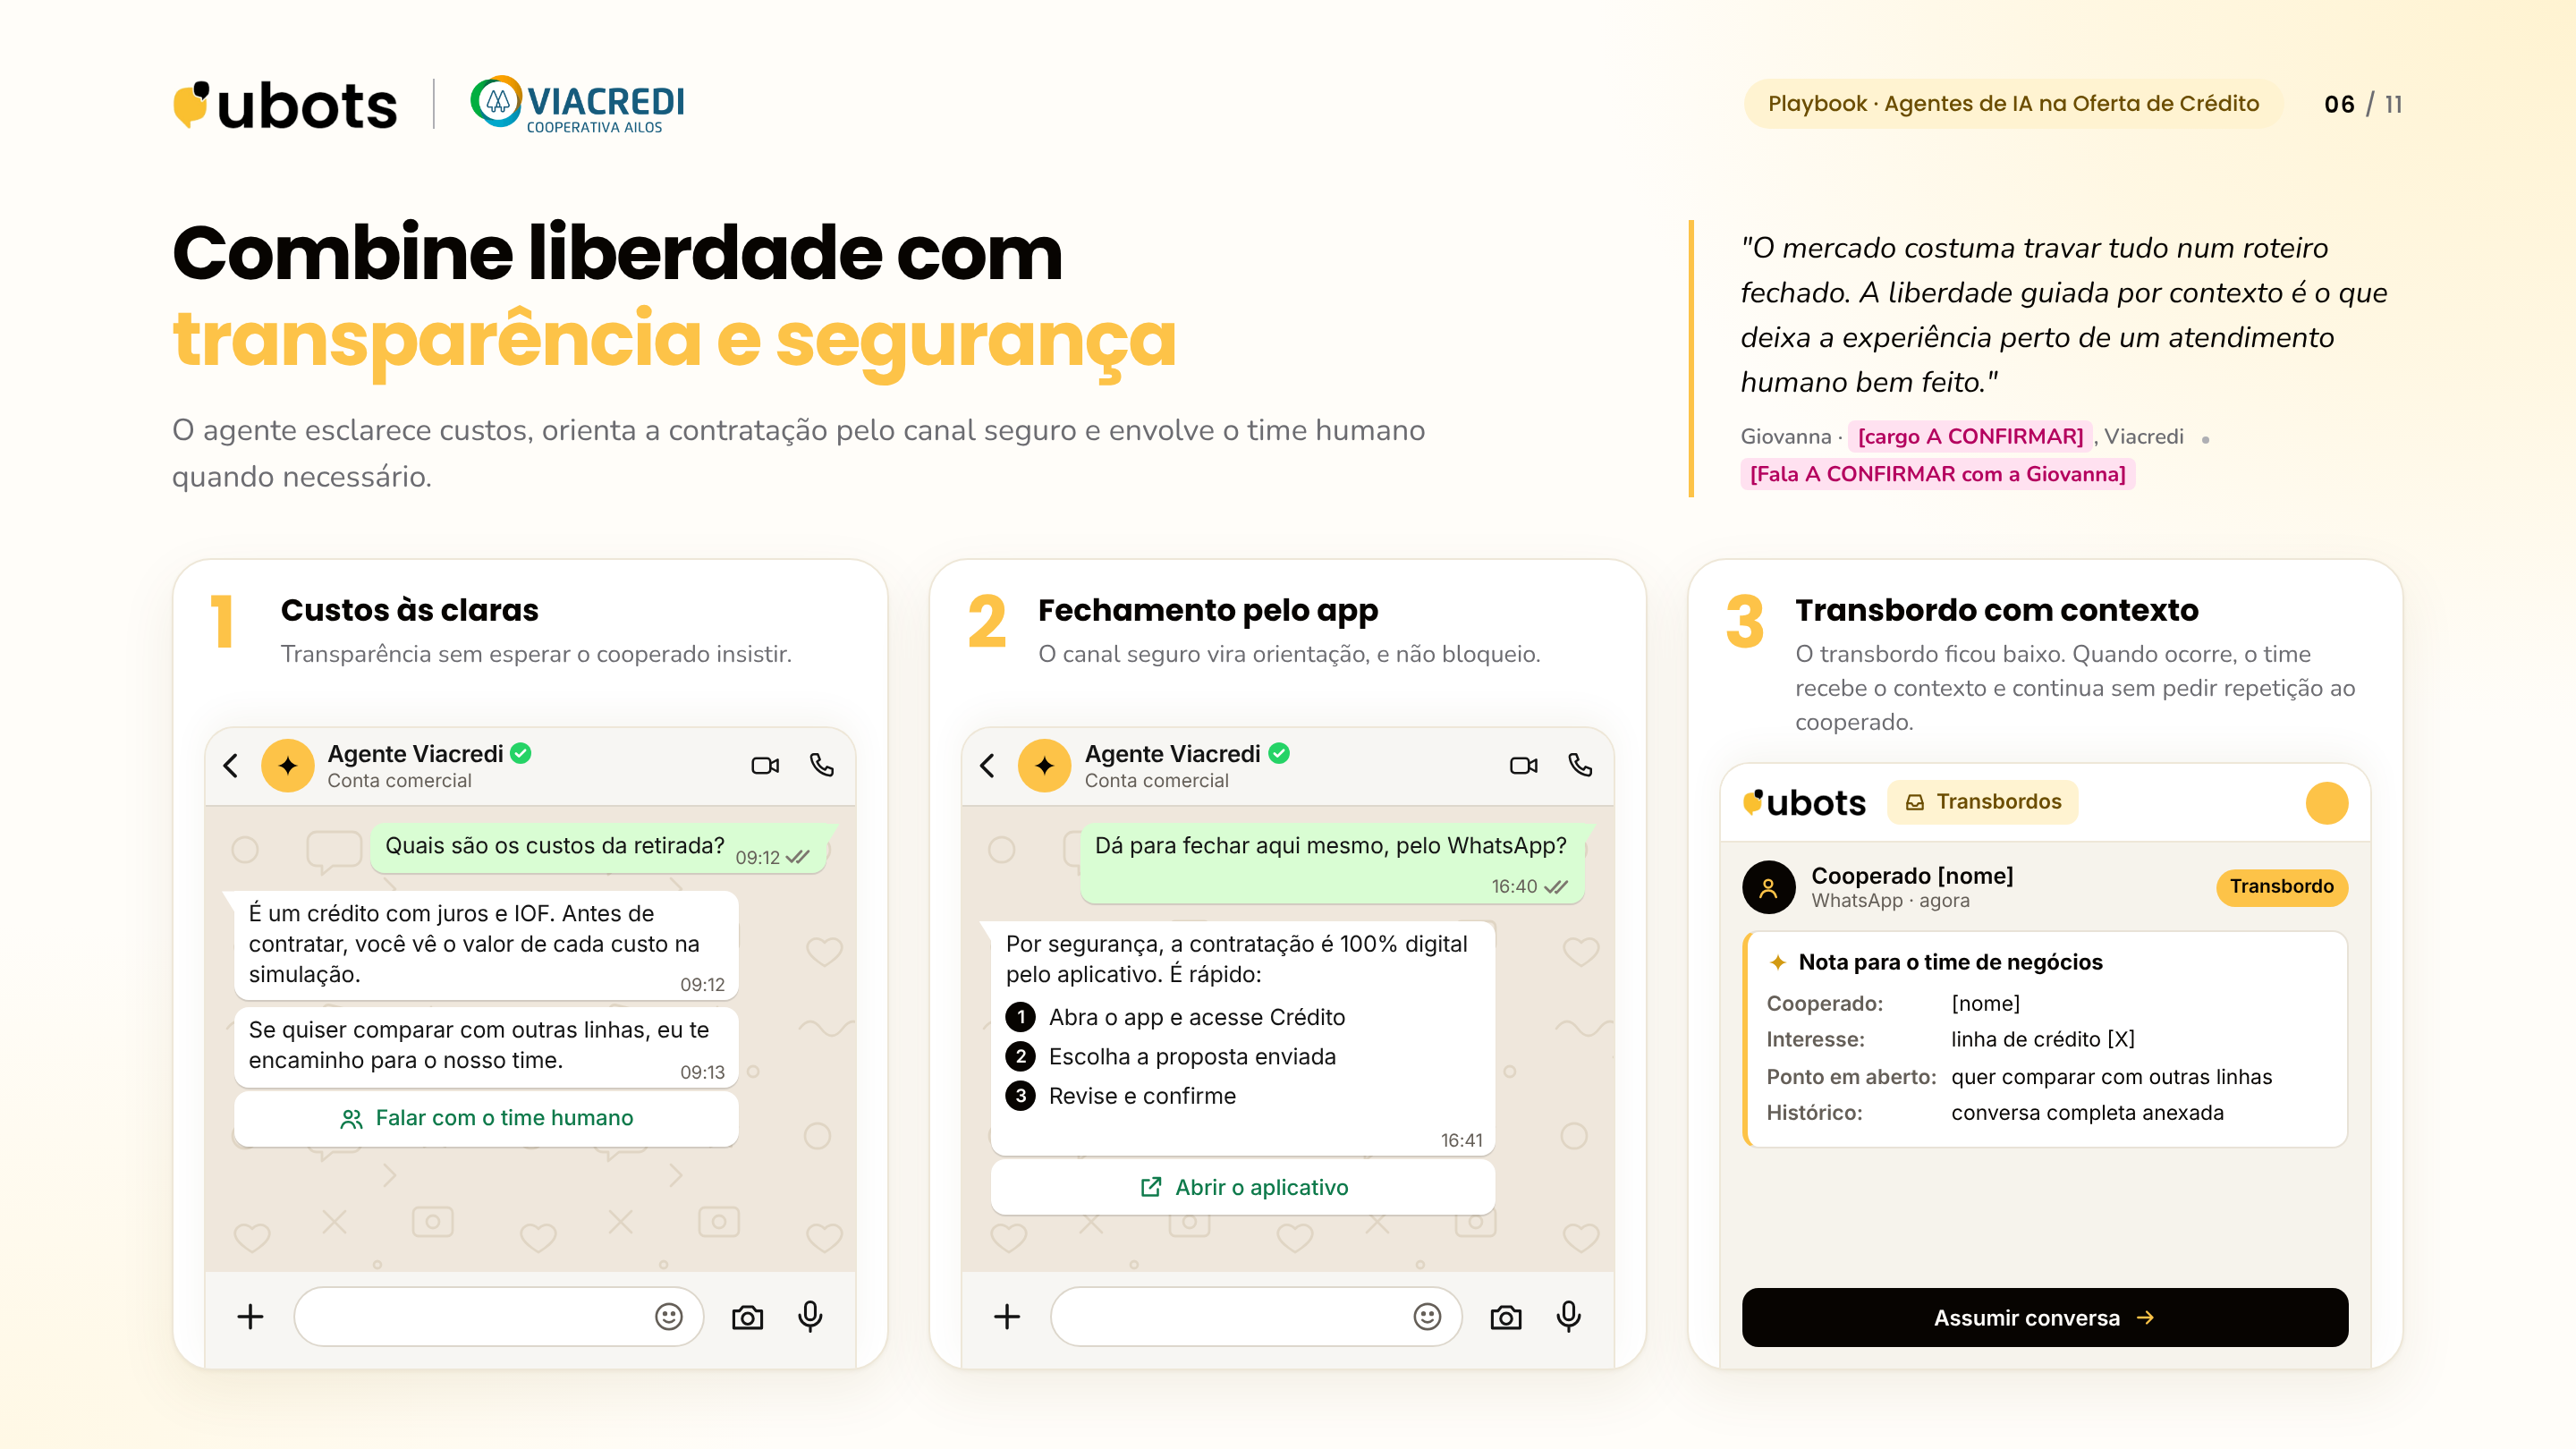 ubots
VIACREDI
COOPERATIVA AILOS
Playbook · Agentes de IA na Oferta de Crédito
06 / 11
Combine liberdade com
transparência e segurança
O agente esclarece custos, orienta a contratação pelo canal seguro e envolve o time humano
quando necessário.
"O mercado costuma travar tudo num roteiro
fechado. A liberdade guiada por contexto é o que
deixa a experiência perto de um atendimento
humano bem feito."
Giovanna · [cargo A CONFIRMAR], Viacredi •
[Fala A CONFIRMAR com a Giovanna]
1
Custos às claras
Transparência sem esperar o cooperado insistir.
Agente Viacredi
Conta comercial
Quais são os custos da retirada?
09:12
É um crédito com juros e IOF. Antes de
contratar, você vê o valor de cada custo na
simulação.
09:12
Se quiser comparar com outras linhas, eu te
encaminho para o nosso time.
09:13
Falar com o time humano
2
Fechamento pelo app
O canal seguro vira orientação, e não bloqueio.
Agente Viacredi
Conta comercial
Dá para fechar aqui mesmo, pelo WhatsApp?
16:40
Por segurança, a contratação é 100% digital
pelo aplicativo. É rápido:
1 Abra o app e acesse Crédito
2 Escolha a proposta enviada
3 Revise e confirme
16:41
Abrir o aplicativo
3
Transbordo com contexto
O transbordo ficou baixo. Quando ocorre, o time
recebe o contexto e continua sem pedir repetição ao
cooperado.
ubots
Transbordos
Cooperado [nome]
WhatsApp · agora
Transbordo
Nota para o time de negócios
Cooperado: [nome]
Interesse: linha de crédito [X]
Ponto em aberto: quer comparar com outras linhas
Histórico: conversa completa anexada
Assumir conversa →